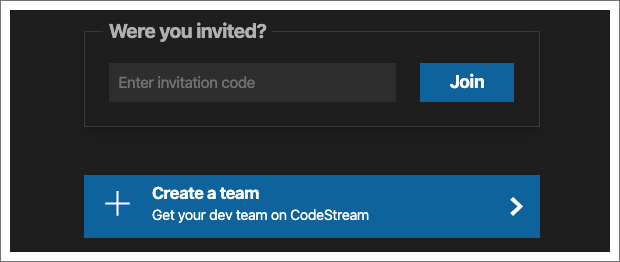 Were you invited?
Enter invitation code
Join
Create a team
Get your dev team on CodeStream